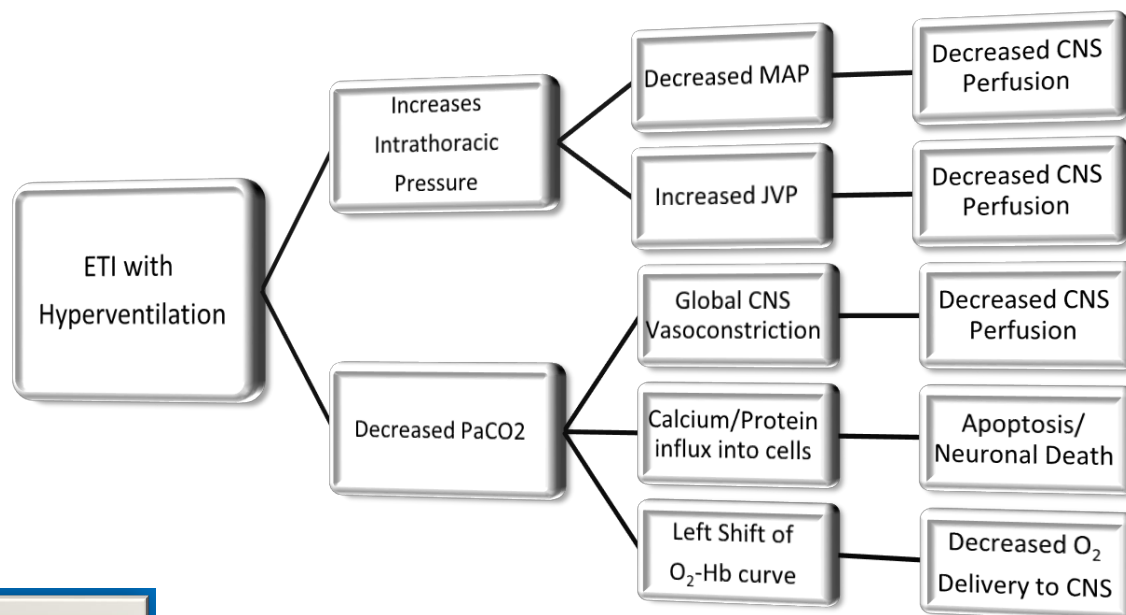 ETI with
Hyperventilation
Increases
Intrathoracic
Pressure
Decreased PaCO2
Decreased MAP
Increased JVP
Global CNS
Vasoconstriction
Calcium/Protein
influx into cells
Left Shift of
O₂-Hb curve
Decreased CNS
Perfusion
Decreased CNS
Perfusion
Decreased CNS
Perfusion
Apoptosis/
Neuronal Death
Decreased O₂
Delivery to CNS